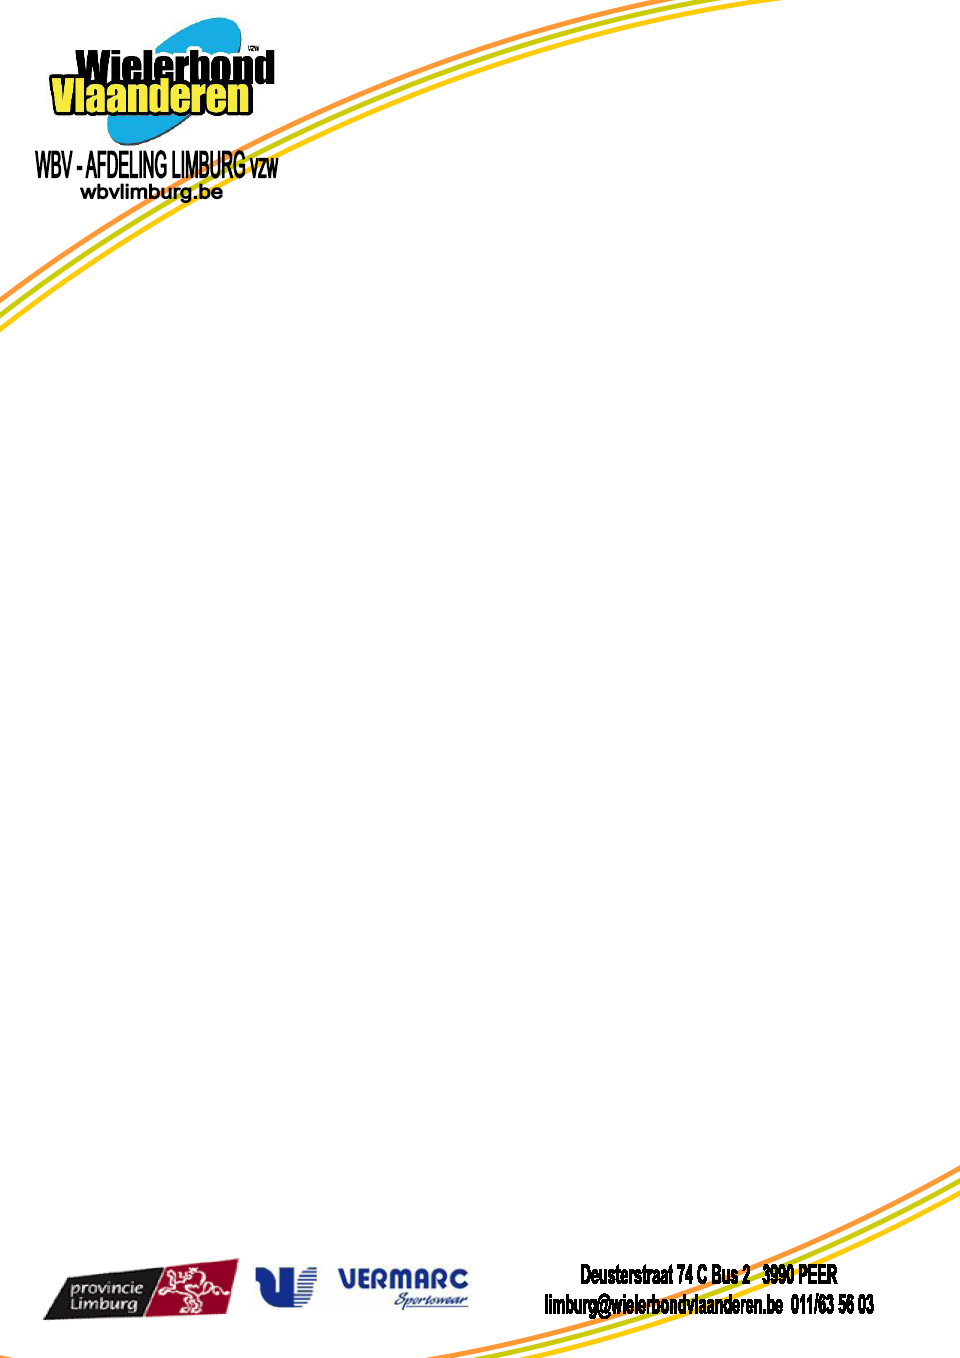 Wielerbond vzw
Vlaanderen
WBV - AFDELING LIMBURG vzw
wbvlimburg.be
provincie
Limburg
VERMARC
Sportswear
Deusterstraat 74 C Bus 2 3990 PEER
limburg@wielerbondvlaanderen.be 011/63 56 03